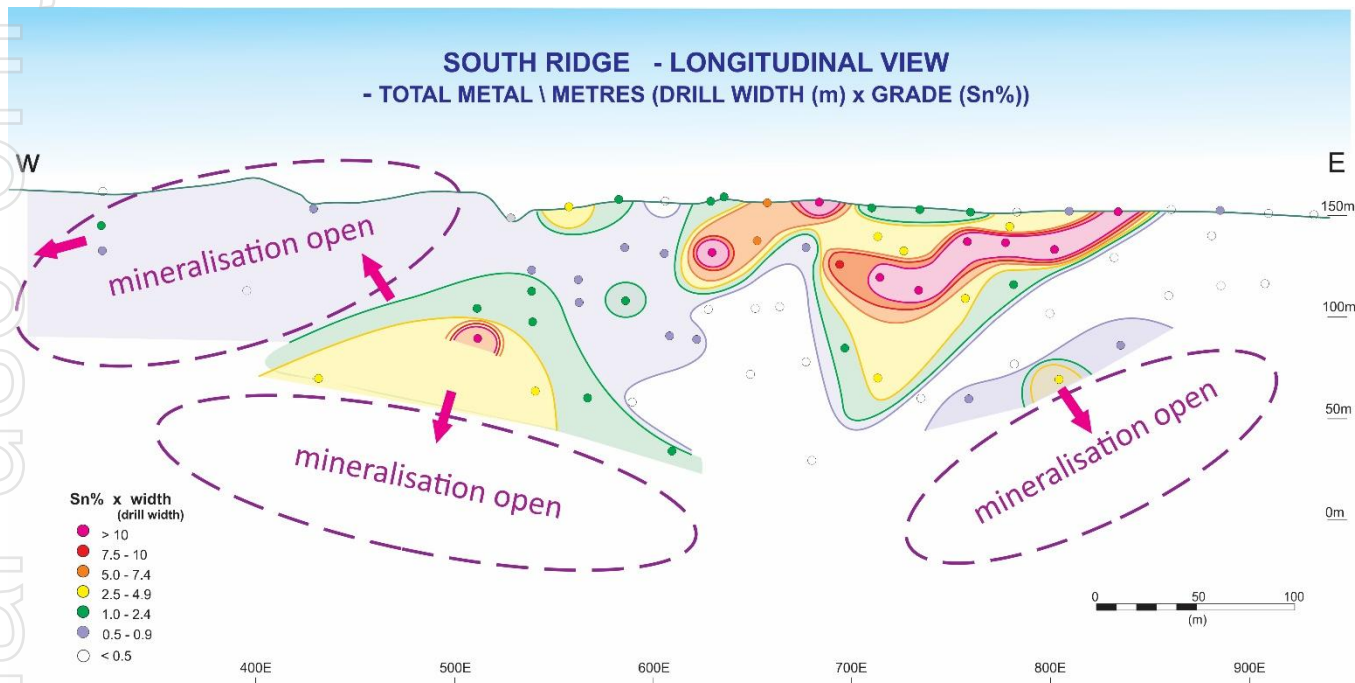 SOUTH RIDGE - LONGITUDINAL VIEW
- TOTAL METAL \ METRES (DRILL WIDTH (m) x GRADE (Sn%))
W
E
150m
mineralisation open
100m
50m
mineralisation open
mineralisation open
0m
Sn% x width
(drill width)
> 10
7.5 - 10
5.0 - 7.4
2.5 - 4.9
1.0 - 2.4
0.5 - 0.9
< 0.5
0 50 100
(m)
400E 500E 600E 700E 800E 900E